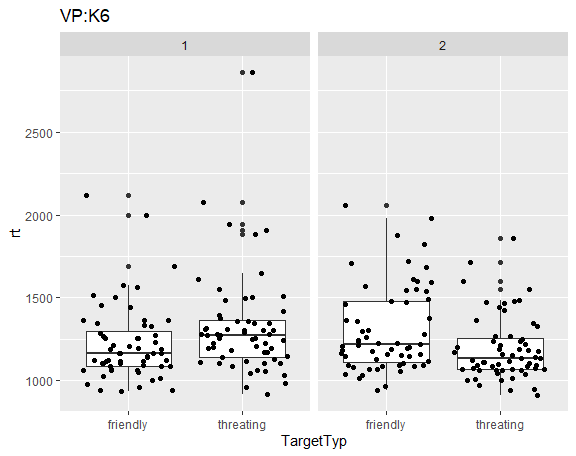 VP:K6
1 2
rt
2500
2000
1500
1000
friendly threating friendly threating
TargetTyp